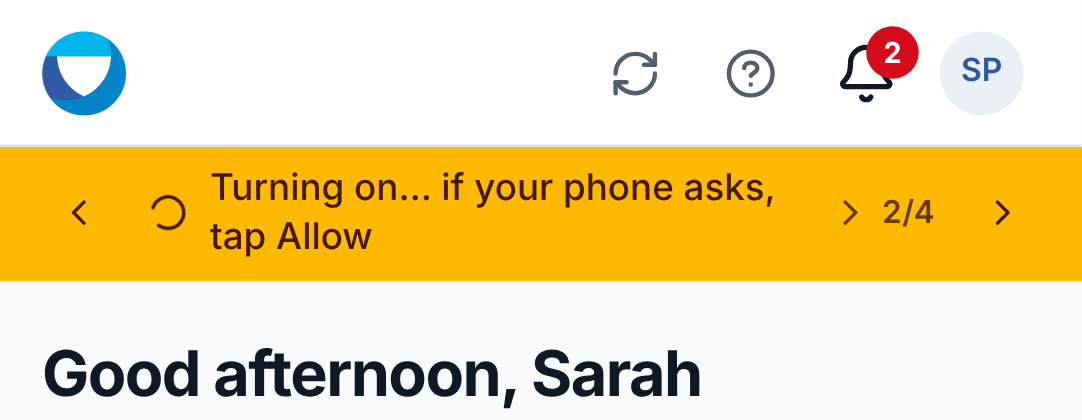 2
SP
Turning on... if your phone asks,
tap Allow
2/4
Good afternoon, Sarah